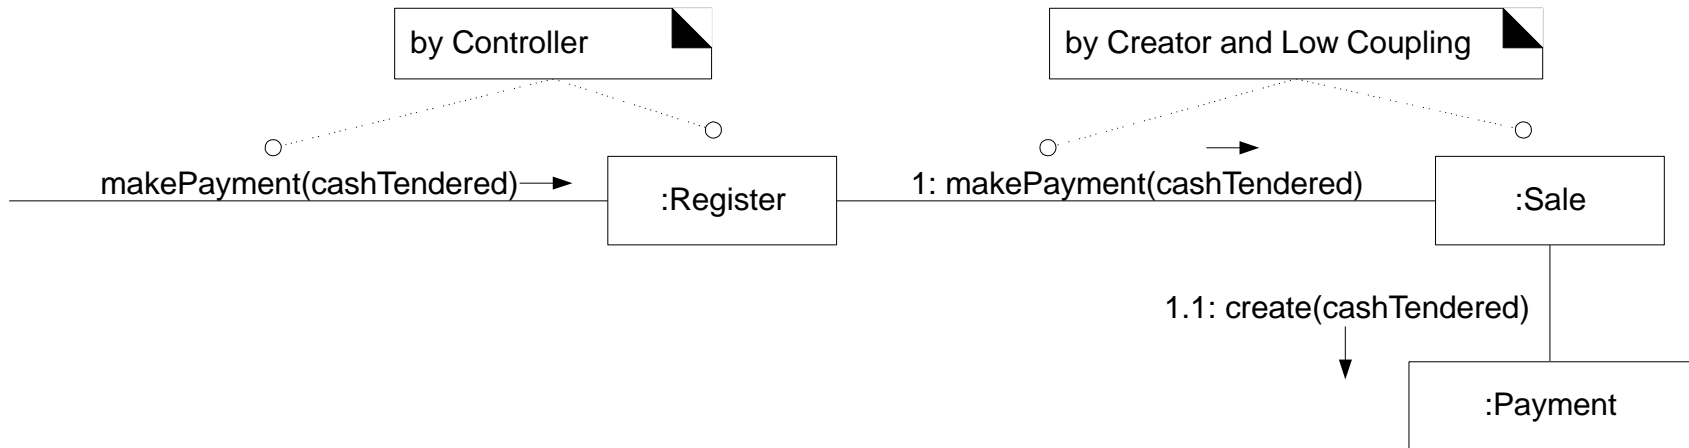 by Controller
by Creator and Low Coupling
makePayment(cashTendered)
:Register
1: makePayment(cashTendered)
:Sale
1.1: create(cashTendered)
:Payment